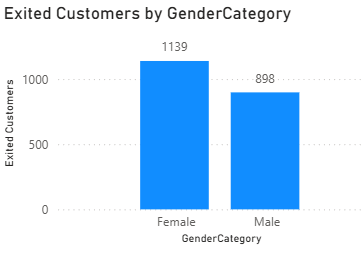 Exited Customers by GenderCategory
1139
898
1000
500
0
Exited Customers
Female
Male
GenderCategory